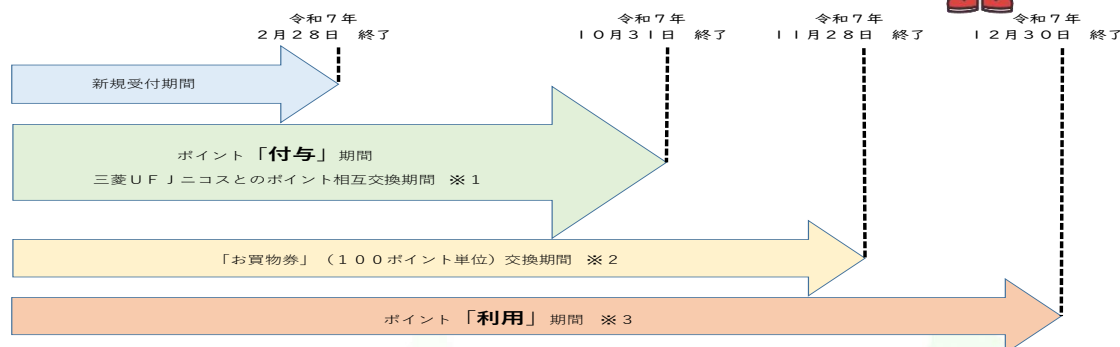 令和７年
２月２８日　終了
令和７年
１０月３１日　終了
令和７年
１１月２８日　終了
令和７年
１２月３０日　終了
新規受付期間
ポイント「付与」期間
三菱ＵＦＪニコスとのポイント相互交換期間　※１
「お買物券」（１００ポイント単位）交換期間　※２
ポイント「利用」期間　※３